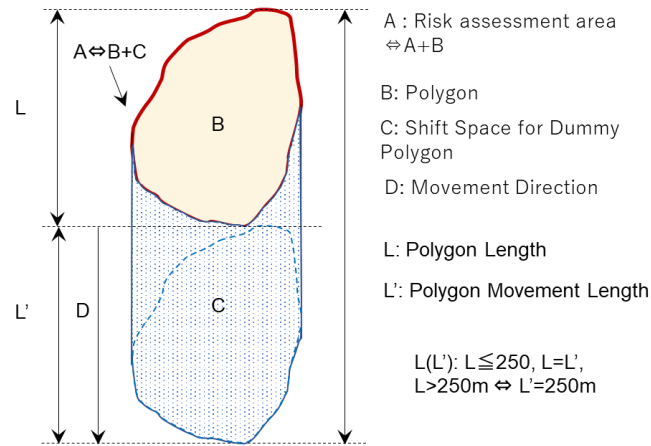 A⇔B+C
L
B
L’
D
C
A : Risk assessment area
⇔A+B
B: Polygon
C: Shift Space for Dummy
Polygon
D: Movement Direction
L: Polygon Length
L’: Polygon Movement Length
L(L’): L≦250, L=L’,
L>250m ⇔ L’=250m